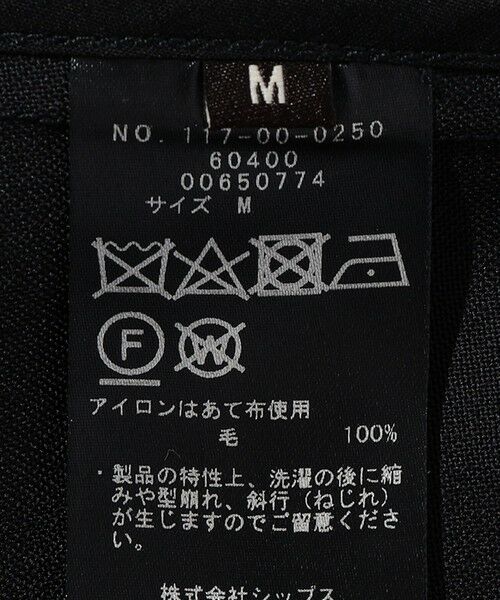 M
NO. 117-00-0250
60400
00650774
サイズ M
F
W
アイロンはあて布使用
毛 100%
・製品の特性上、洗濯の後に縮
みや型崩れ、斜行（ねじれ）
が生じますのでご留意くださ
い。
株式会社シップス